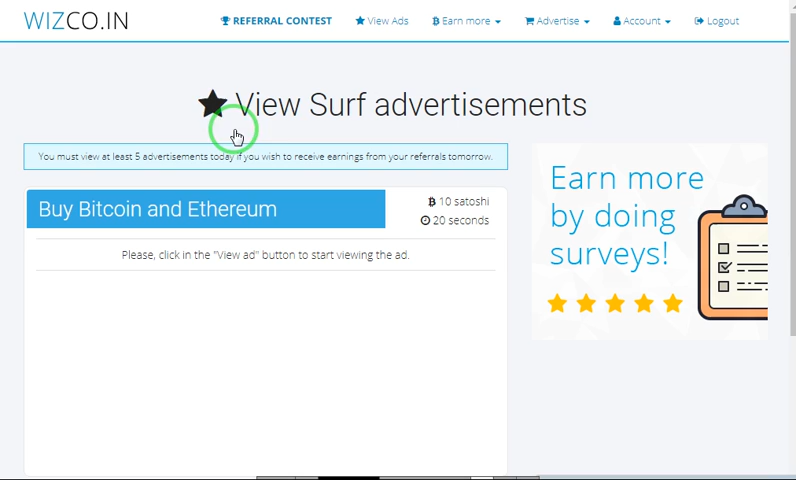 WIZCO.IN
REFERRAL CONTEST
View Ads
Earn more
Advertise
Account
Logout
View Surf advertisements
You must view at least 5 advertisements today if you wish to receive earnings from your referrals tomorrow.
Buy Bitcoin and Ethereum
10 satoshi
20 seconds
Please, click in the "View ad" button to start viewing the ad.
Earn more
by doing
surveys!